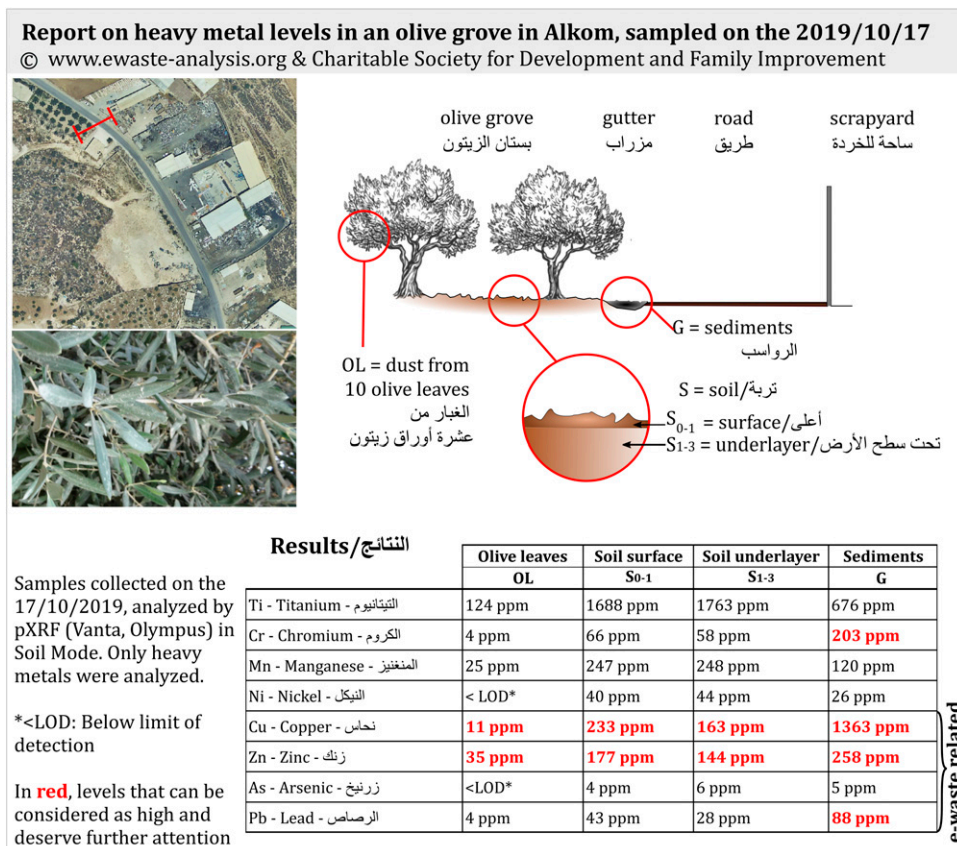 Report on heavy metal levels in an olive grove in Alkom, sampled on the 2019/10/17
© www.ewaste-analysis.org & Charitable Society for Development and Family Improvement
olive grove gutter road scrapyard
بستان الزيتون مزراب طريق ساحة للخردة
G = sediments
الرواسب
OL = dust from
10 olive leaves
الغبار من
عشرة أوراق زيتون
S = soil/تربة
S0-1 = surface/أعلى
S1-3 = underlayer/تحت سطح الأرض
Results/النتائج
Samples collected on the
17/10/2019, analyzed by
pXRF (Vanta, Olympus) in
Soil Mode. Only heavy
metals were analyzed.
*<LOD: Below limit of
detection
In red, levels that can be
considered as high and
deserve further attention
Olive leaves Soil surface Soil underlayer Sediments
OL S0-1 S1-3 G
Ti - Titanium - التيتانيوم 124 ppm 1688 ppm 1763 ppm 676 ppm
Cr - Chromium - الكروم 4 ppm 66 ppm 58 ppm 203 ppm
Mn - Manganese - المنغنيز 25 ppm 247 ppm 248 ppm 120 ppm
Ni - Nickel - النيكل < LOD* 40 ppm 44 ppm 26 ppm
Cu - Copper - نحاس 11 ppm 233 ppm 163 ppm 1363 ppm
Zn - Zinc - زنك 35 ppm 177 ppm 144 ppm 258 ppm
As - Arsenic - زرنيخ <LOD* 4 ppm 6 ppm 5 ppm
Pb - Lead - الرصاص 4 ppm 43 ppm 28 ppm 88 ppm
e-waste related